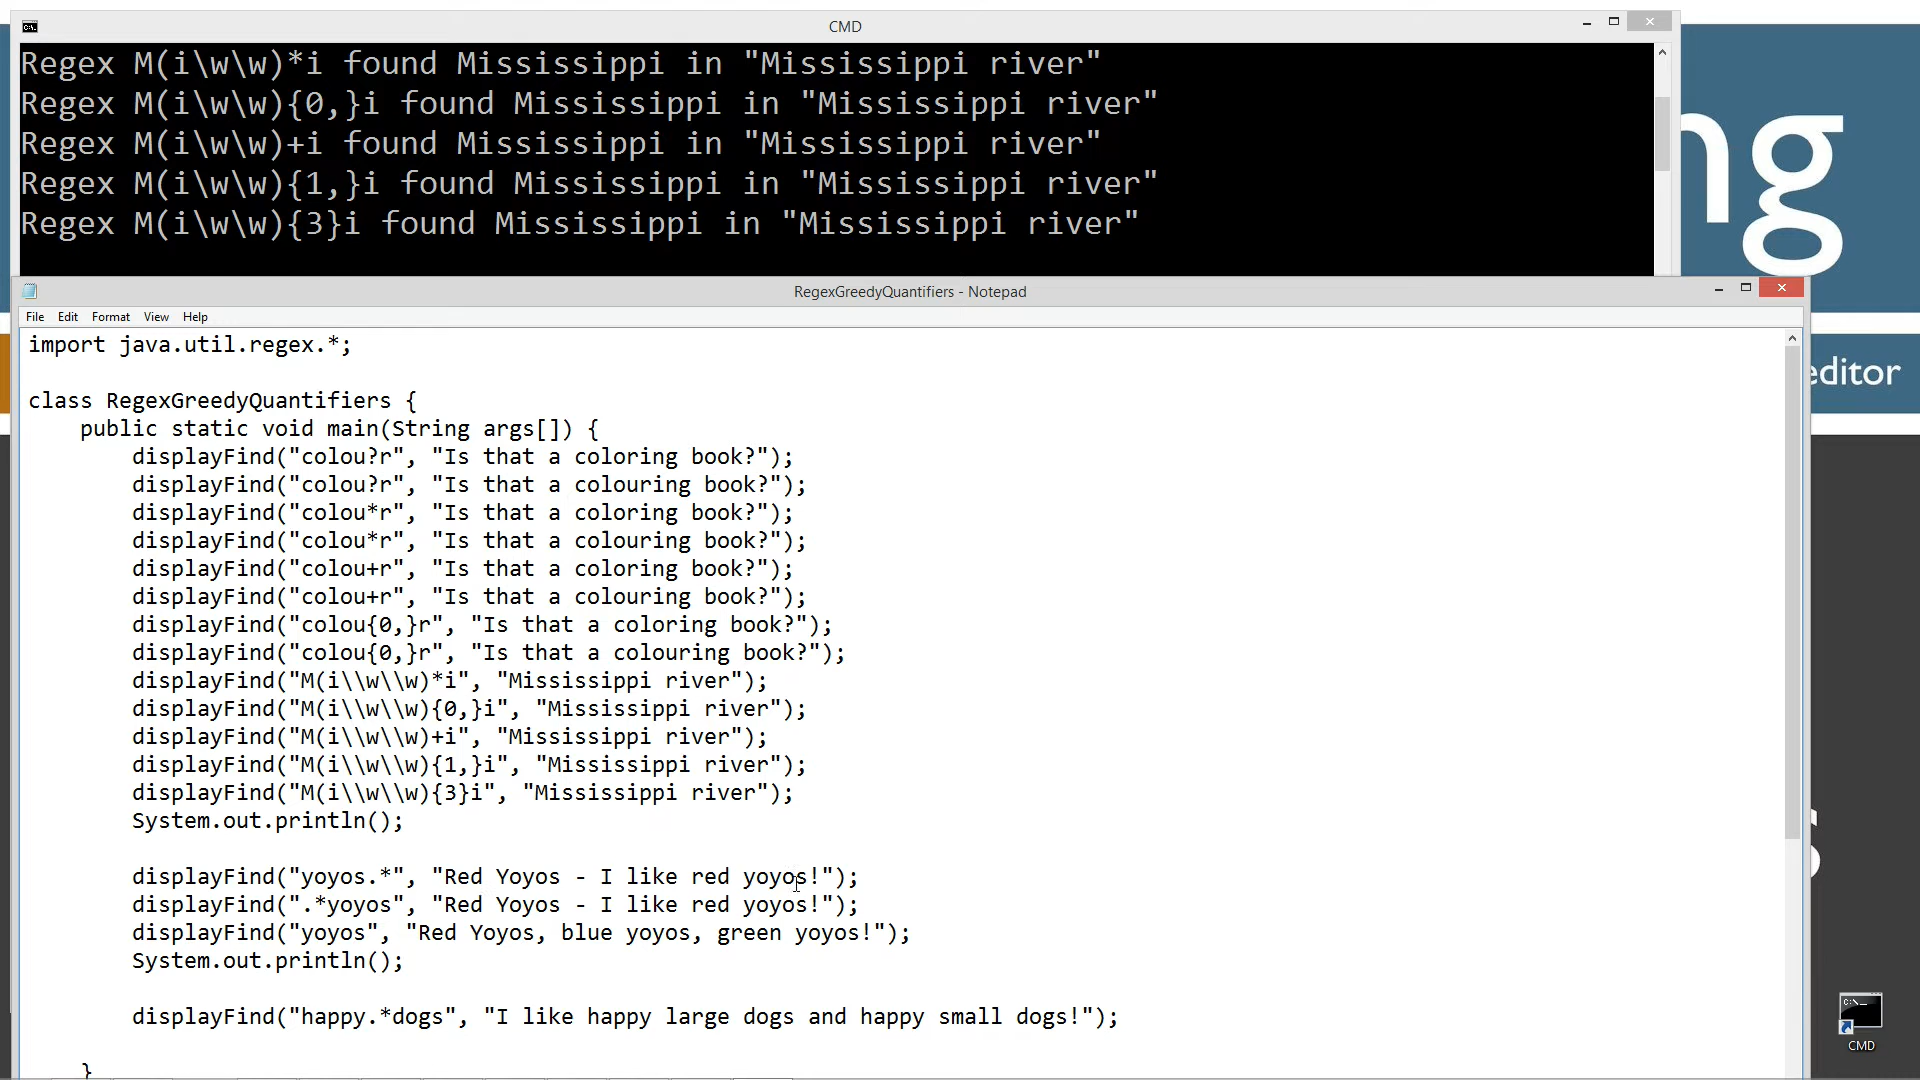 CMD
Regex M(i\w\w)*i found Mississippi in "Mississippi river"
Regex M(i\w\w){0,}i found Mississippi in "Mississippi river"
Regex M(i\w\w)+i found Mississippi in "Mississippi river"
Regex M(i\w\w){1,}i found Mississippi in "Mississippi river"
Regex M(i\w\w){3}i found Mississippi in "Mississippi river"
ng
RegexGreedyQuantifiers - Notepad
File Edit Format View Help
editor
import java.util.regex.*;
class RegexGreedyQuantifiers {
public static void main(String args[]) {
displayFind("colou?r", "Is that a coloring book?");
displayFind("colou?r", "Is that a colouring book?");
displayFind("colou*r", "Is that a coloring book?");
displayFind("colou*r", "Is that a colouring book?");
displayFind("colou+r", "Is that a coloring book?");
displayFind("colou+r", "Is that a colouring book?");
displayFind("colou{0,}r", "Is that a coloring book?");
displayFind("colou{0,}r", "Is that a colouring book?");
displayFind("M(i\\w\\w)*i", "Mississippi river");
displayFind("M(i\\w\\w){0,}i", "Mississippi river");
displayFind("M(i\\w\\w)+i", "Mississippi river");
displayFind("M(i\\w\\w){1,}i", "Mississippi river");
displayFind("M(i\\w\\w){3}i", "Mississippi river");
System.out.println();
displayFind("yoyos.*", "Red Yoyos - I like red yoyos!");
displayFind(".*yoyos", "Red Yoyos - I like red yoyos!");
displayFind("yoyos", "Red Yoyos, blue yoyos, green yoyos!");
System.out.println();
displayFind("happy.*dogs", "I like happy large dogs and happy small dogs!");
}
CMD